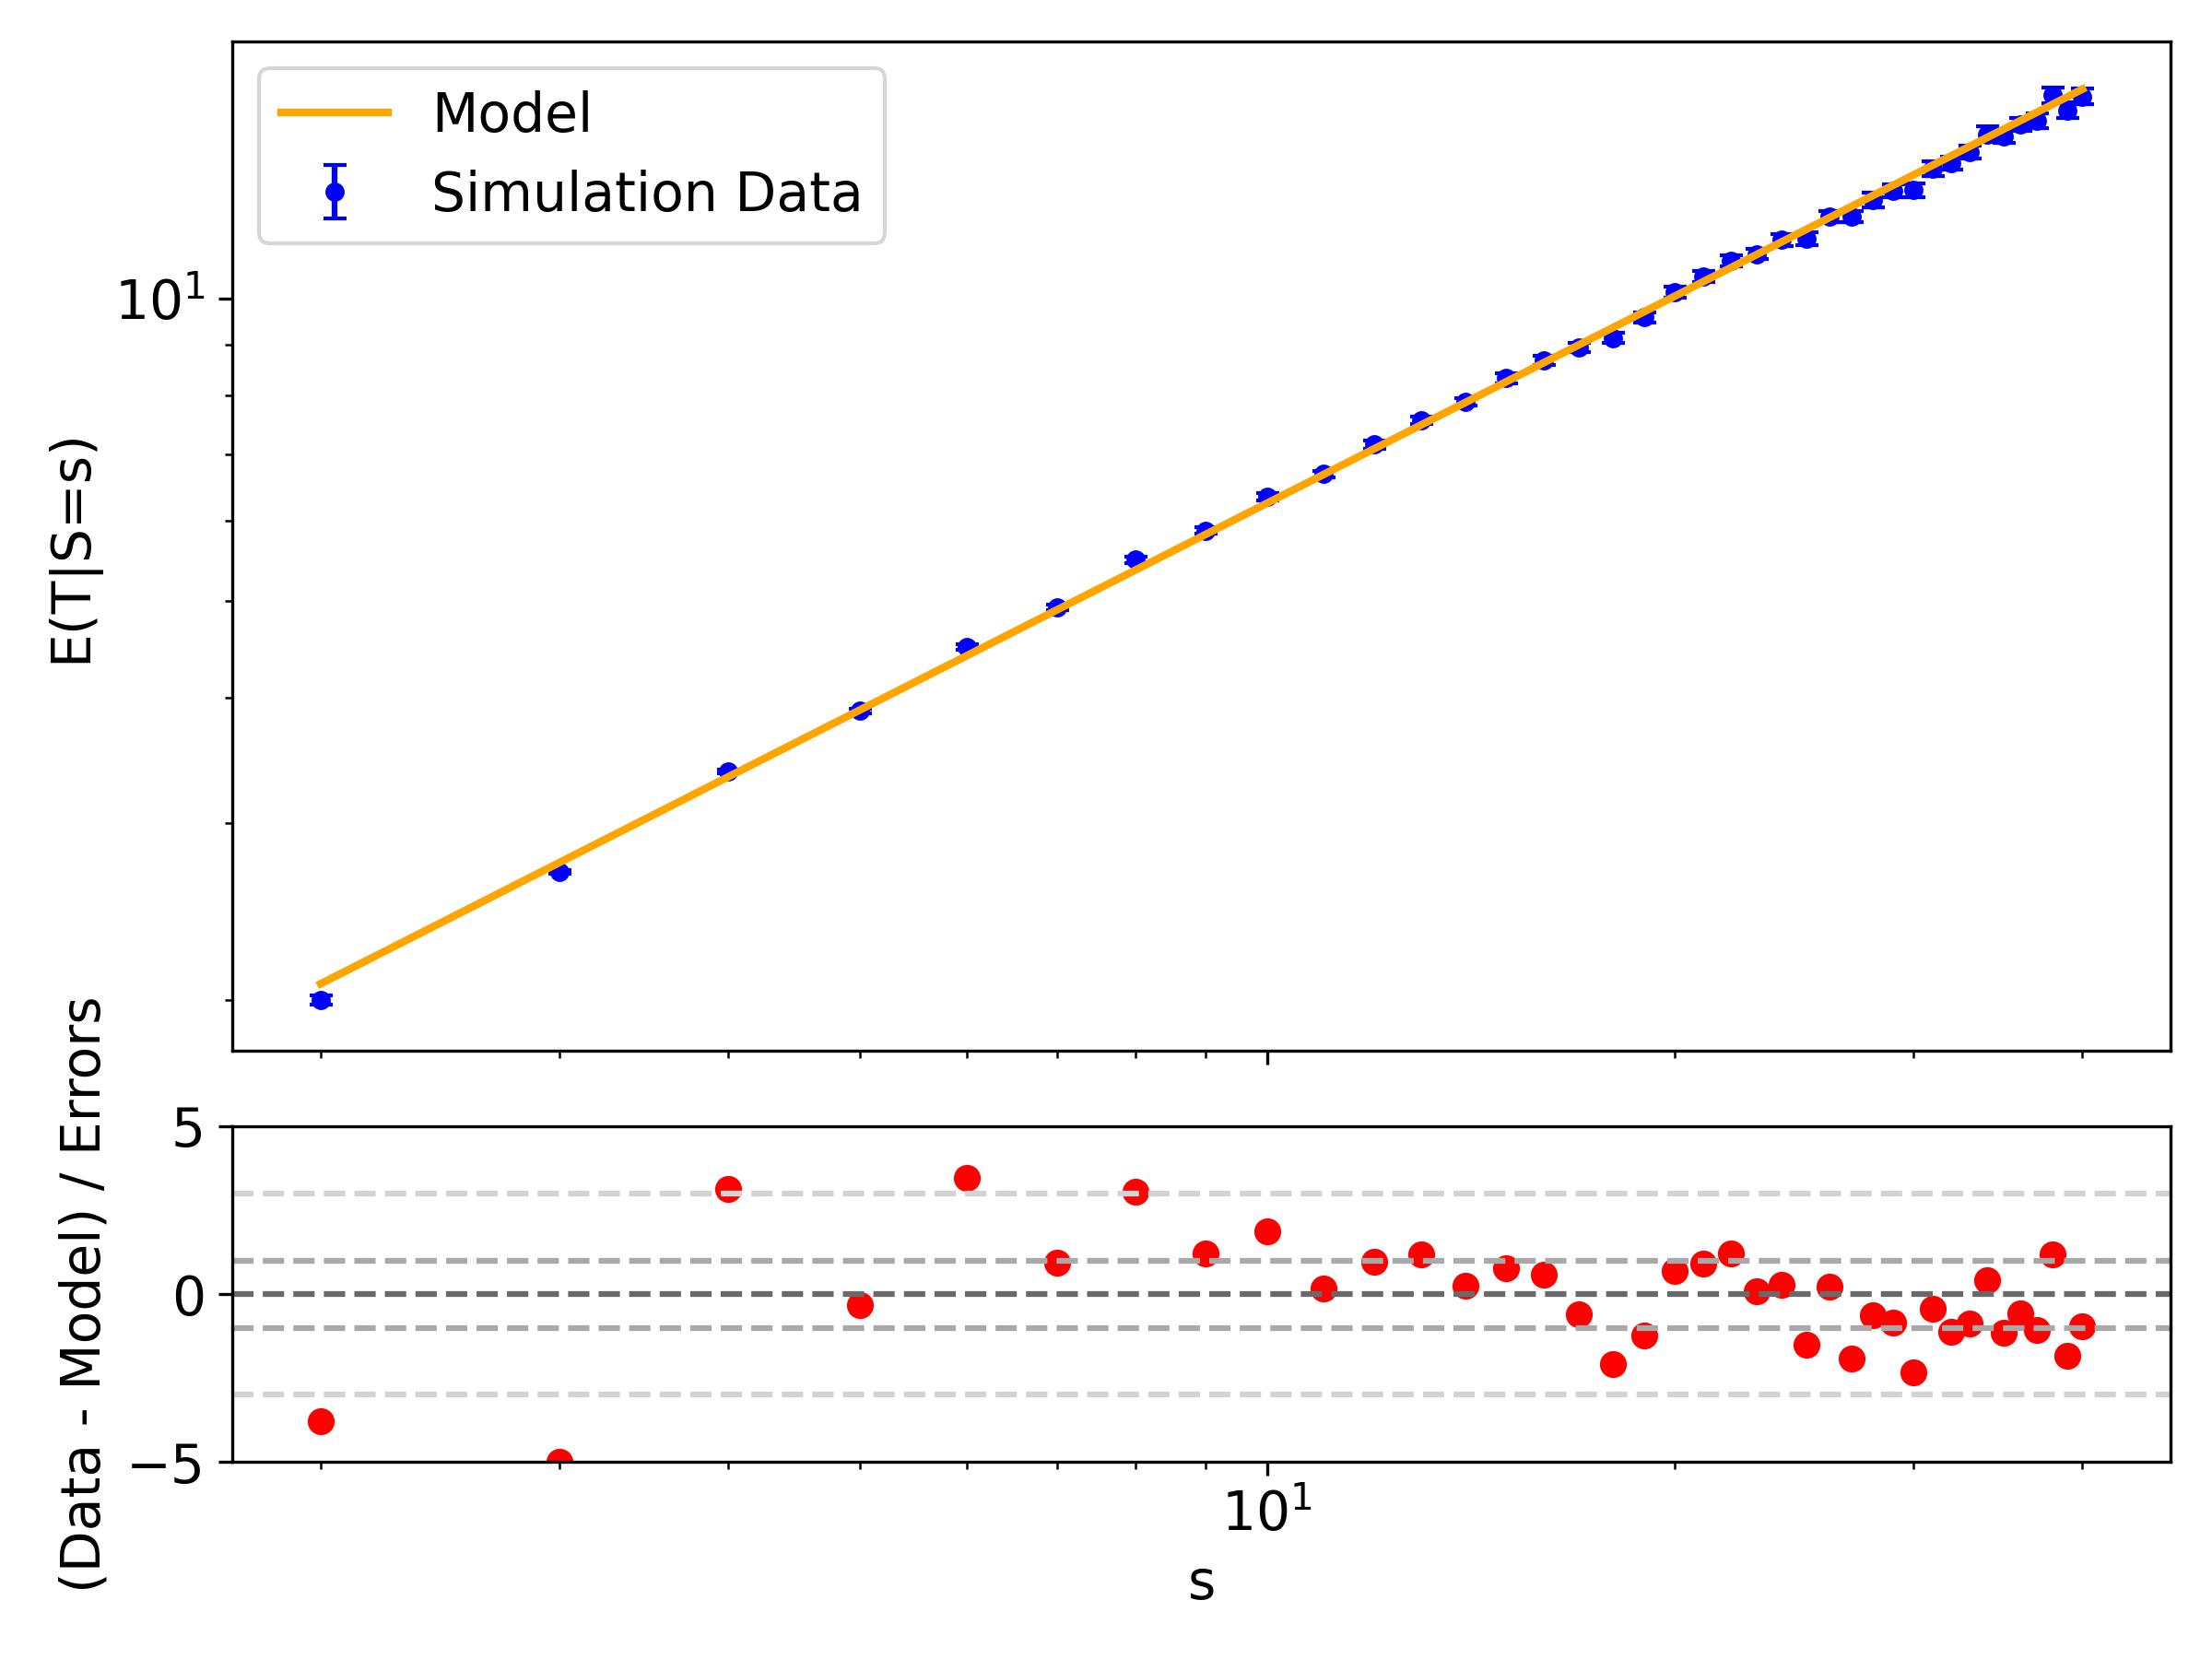 Model
Simulation Data
10¹
E(T|S=s)
5
0
−5
(Data - Model) / Errors
10¹
s